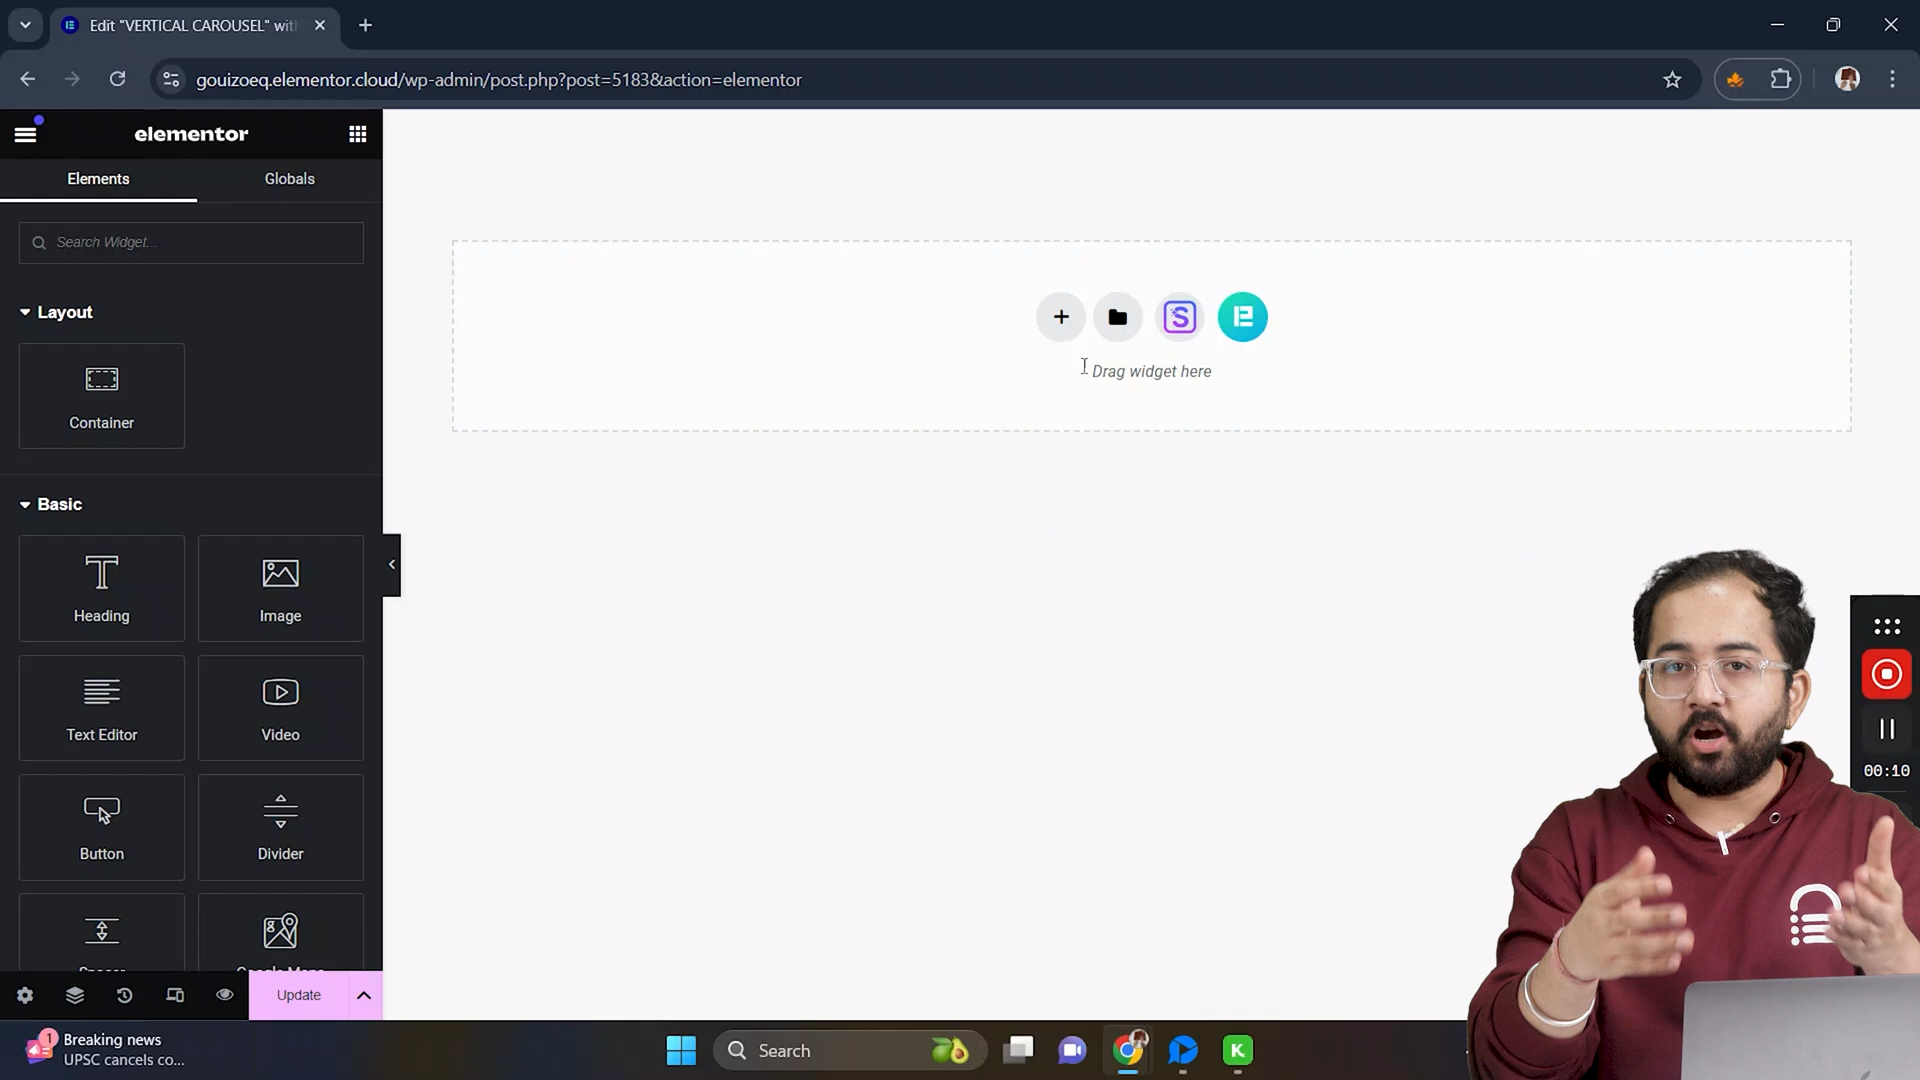 Edit "VERTICAL CAROUSEL" wit
gouizoeq.elementor.cloud/wp-admin/post.php?post=5183&action=elementor
elementor
Elements
Globals
Search Widget...
Layout
Container
Basic
Heading
Image
Text Editor
Video
Button
Divider
Update
Drag widget here
00:10
1
Breaking news
UPSC cancels co...
Search